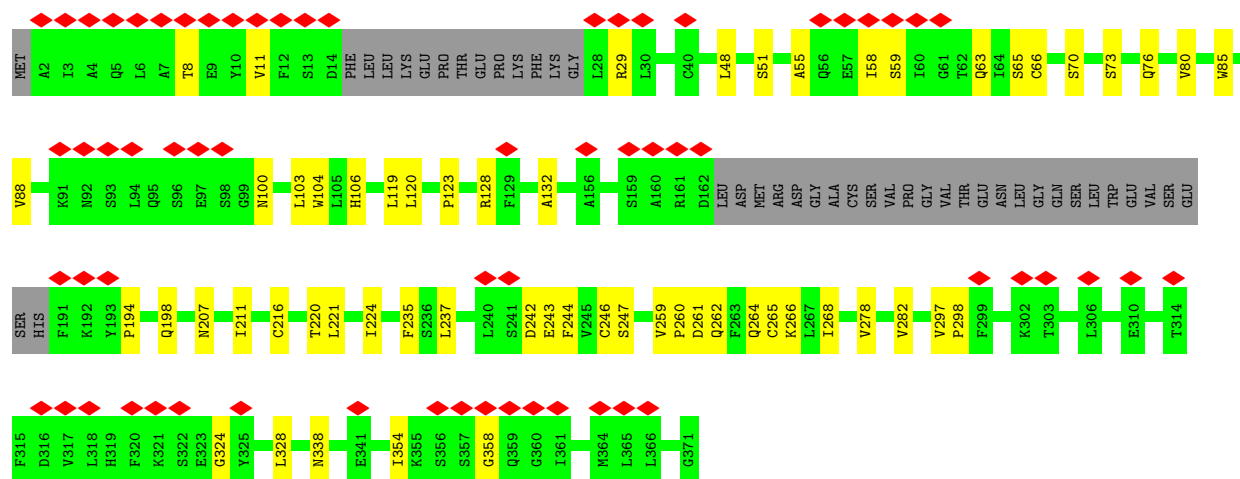 MET A2 I3 A4 Q5 L6 A7 T8 E9 Y10 V11 F12 S13 D14 PHE LEU LEU LYS GLU PRO THR GLU PRO LYS PHE LYS GLY L28 R29 L30 C40 L48 S51 A55 Q56 E57 I58 S59 I60 G61 T62 Q63 I64 S65 C66 S70 S73 Q76 V80 W85
V88 K91 N92 S93 L94 Q95 S96 E97 S98 G99 N100 L103 W104 L105 H106 L119 L120 P123 R128 F129 A132 A156 S159 A160 R161 D162 LEU ASP MET ARG ASP GLY ALA CYS SER VAL PRO GLY VAL THR GLU ASN LEU GLY GLN SER LEU TRP GLU VAL SER GLU
SER HIS F191 K192 Y193 P194 Q198 N207 I211 C216 T220 L221 I224 F235 S236 L237 L240 S241 D242 E243 F244 V245 C246 S247 V259 P260 D261 Q262 F263 Q264 C265 K266 L267 I268 V278 V282 V297 P298 F299 K302 T303 L306 E310 T314
F315 D316 V317 L318 H319 F320 K321 S322 E323 G324 Y325 L328 N338 E341 I354 K355 S356 S357 G358 Q359 G360 I361 M364 L365 L366 G371